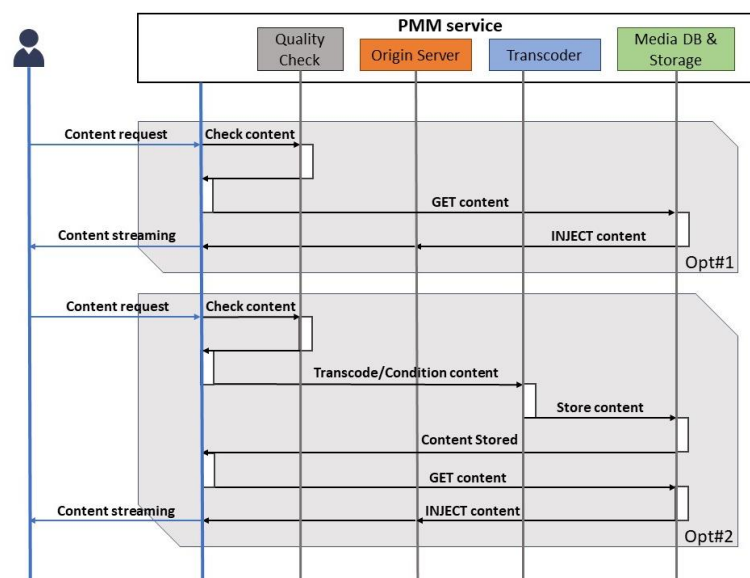 PMM service
Quality
Check
Origin Server
Transcoder
Media DB &
Storage
Content request
Check content
GET content
Content streaming
INJECT content
Opt#1
Content request
Check content
Transcode/Condition content
Store content
Content Stored
GET content
Content streaming
INJECT content
Opt#2